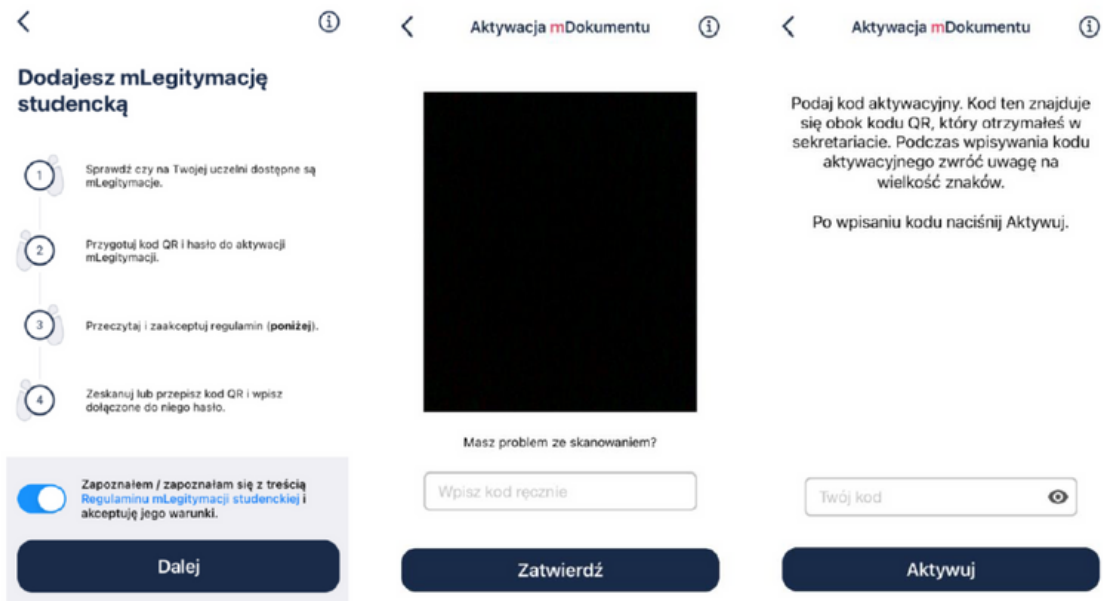 Dodajesz mLegitymację
studencką
1
Sprawdź czy na Twojej uczelni dostępne są
mLegitymacje.
2
Przygotuj kod QR i hasło do aktywacji
mLegitymacji.
3
Przeczytaj i zaakceptuj regulamin (poniżej).
4
Zeskanuj lub przepisz kod QR i wpisz
dołączone do niego hasło.
Zapoznałem / zapoznałam się z treścią
Regulaminu mLegitymacji studenckiej i
akceptuję jego warunki.
Dalej
Aktywacja mDokumentu
Masz problem ze skanowaniem?
Wpisz kod ręcznie
Zatwierdź
Aktywacja mDokumentu
Podaj kod aktywacyjny. Kod ten znajduje
się obok kodu QR, który otrzymałeś w
sekretariacie. Podczas wpisywania kodu
aktywacyjnego zwróć uwagę na
wielkość znaków.
Po wpisaniu kodu naciśnij Aktywuj.
Twój kod
Aktywuj